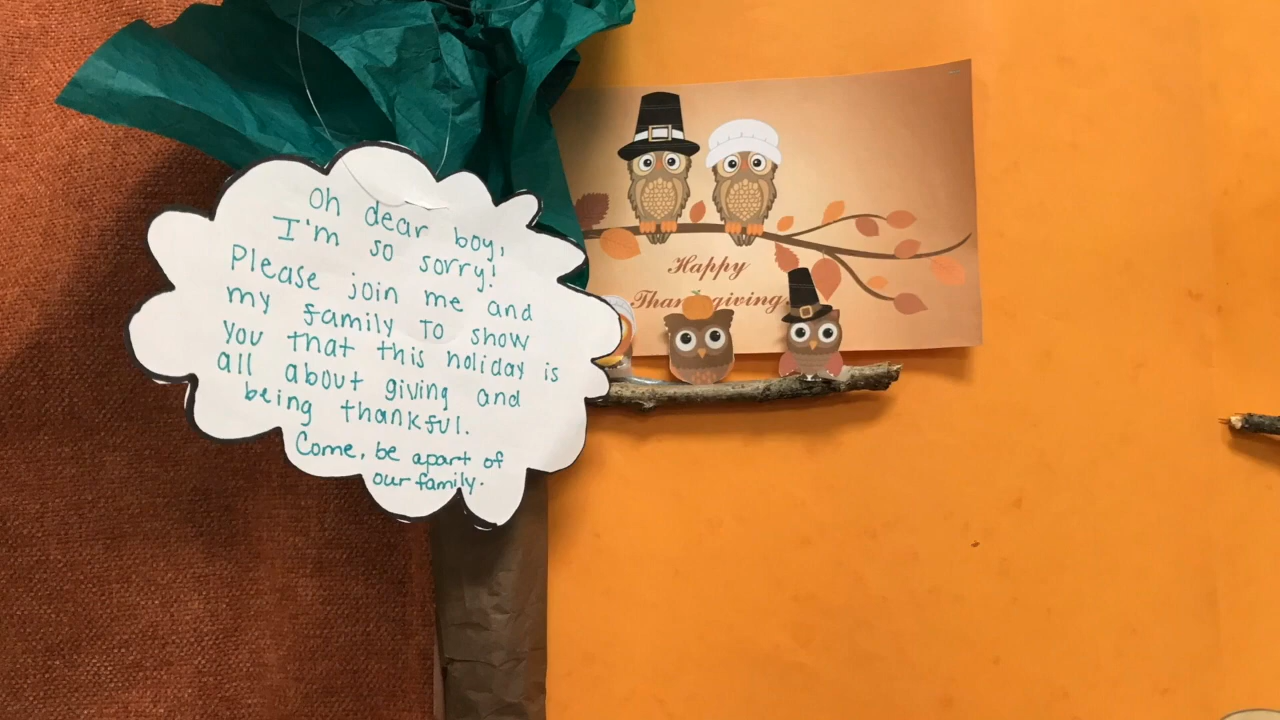 Oh dear boy,
I'm so sorry!
Please join me and
my family to show
you that this holiday is
all about giving and
being thankful.
Come, be apart of
our family.
Happy
Thanksgiving